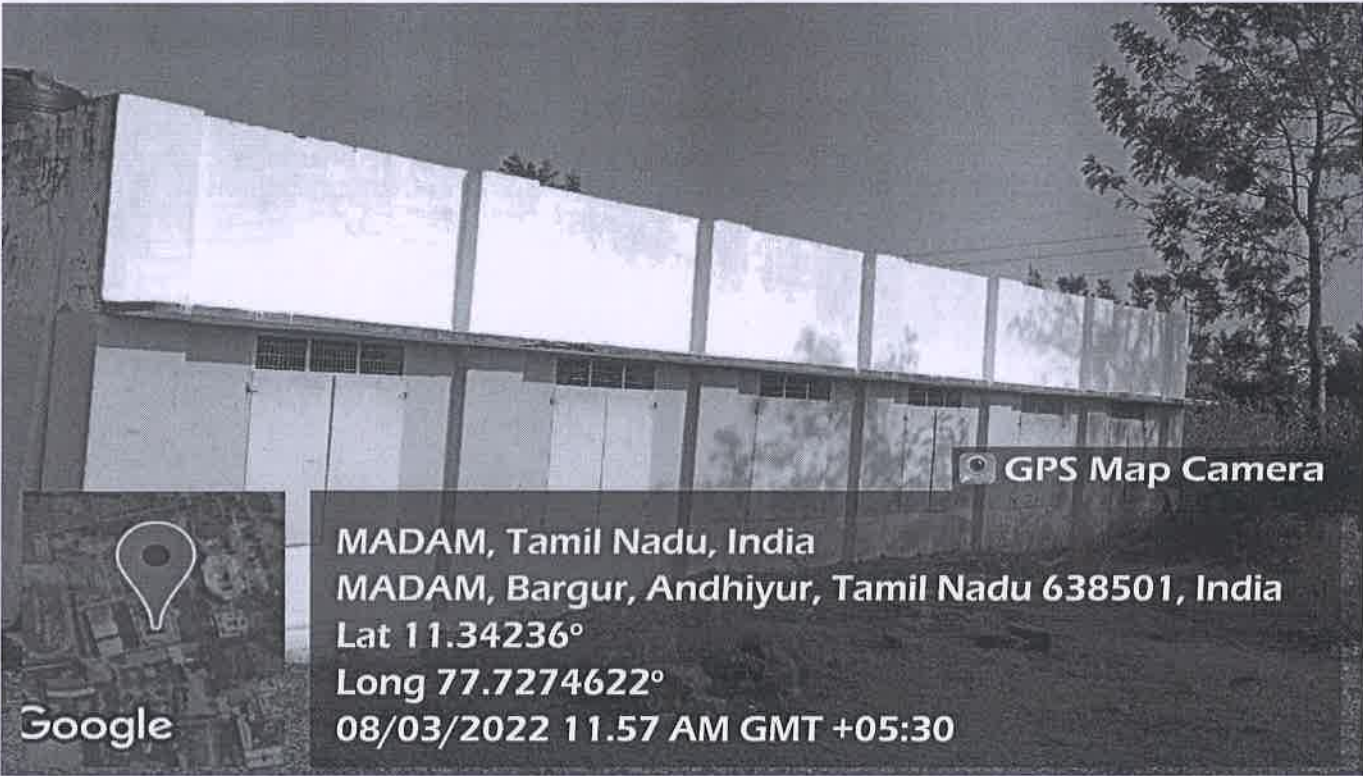 GPS Map Camera
MADAM, Tamil Nadu, India
MADAM, Bargur, Andhiyur, Tamil Nadu 638501, India
Lat 11.34236°
Long 77.7274622°
08/03/2022 11.57 AM GMT +05:30
Google